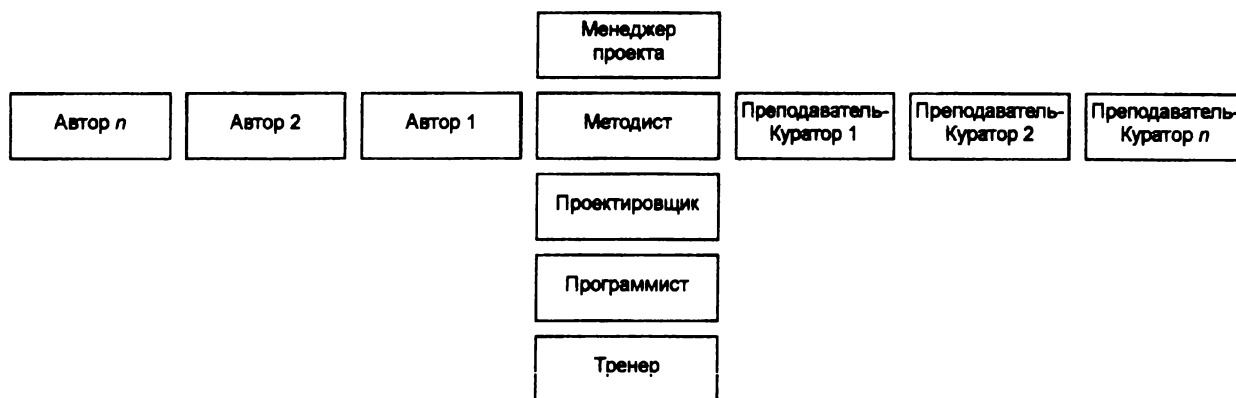 Менеджер
проекта
Автор n
Автор 2
Автор 1
Методист
Преподаватель-
Куратор 1
Преподаватель-
Куратор 2
Преподаватель-
Куратор n
Проектировщик
Программист
Тренер